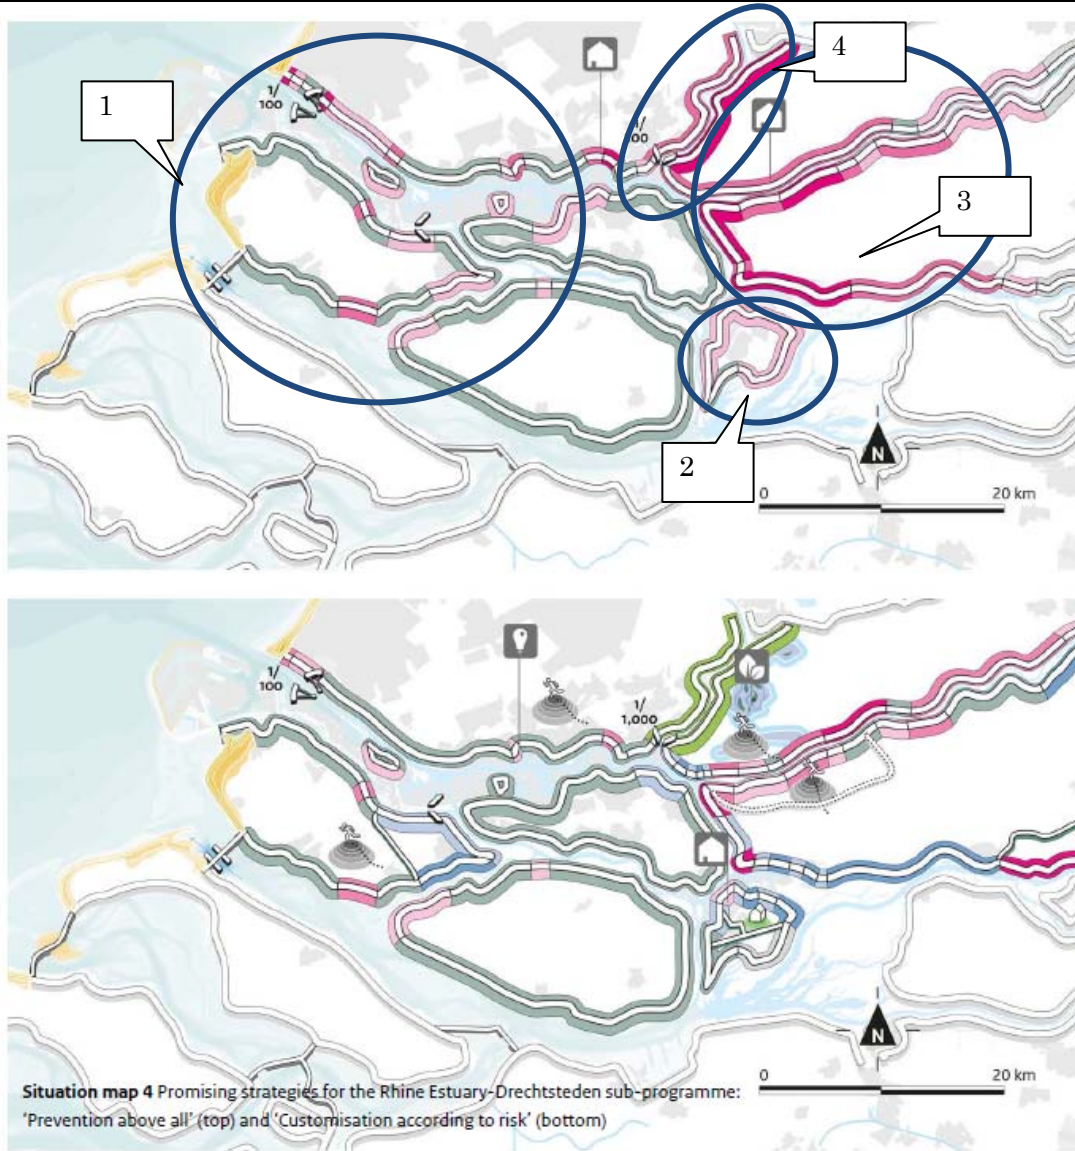 1
4
1/
100
3
2
N
0
20 km
1/
100
1/
1,000
N
0
20 km
Situation map 4 Promising strategies for the Rhine Estuary-Drechtsteden sub-programme:
'Prevention above all' (top) and 'Customisation according to risk' (bottom)